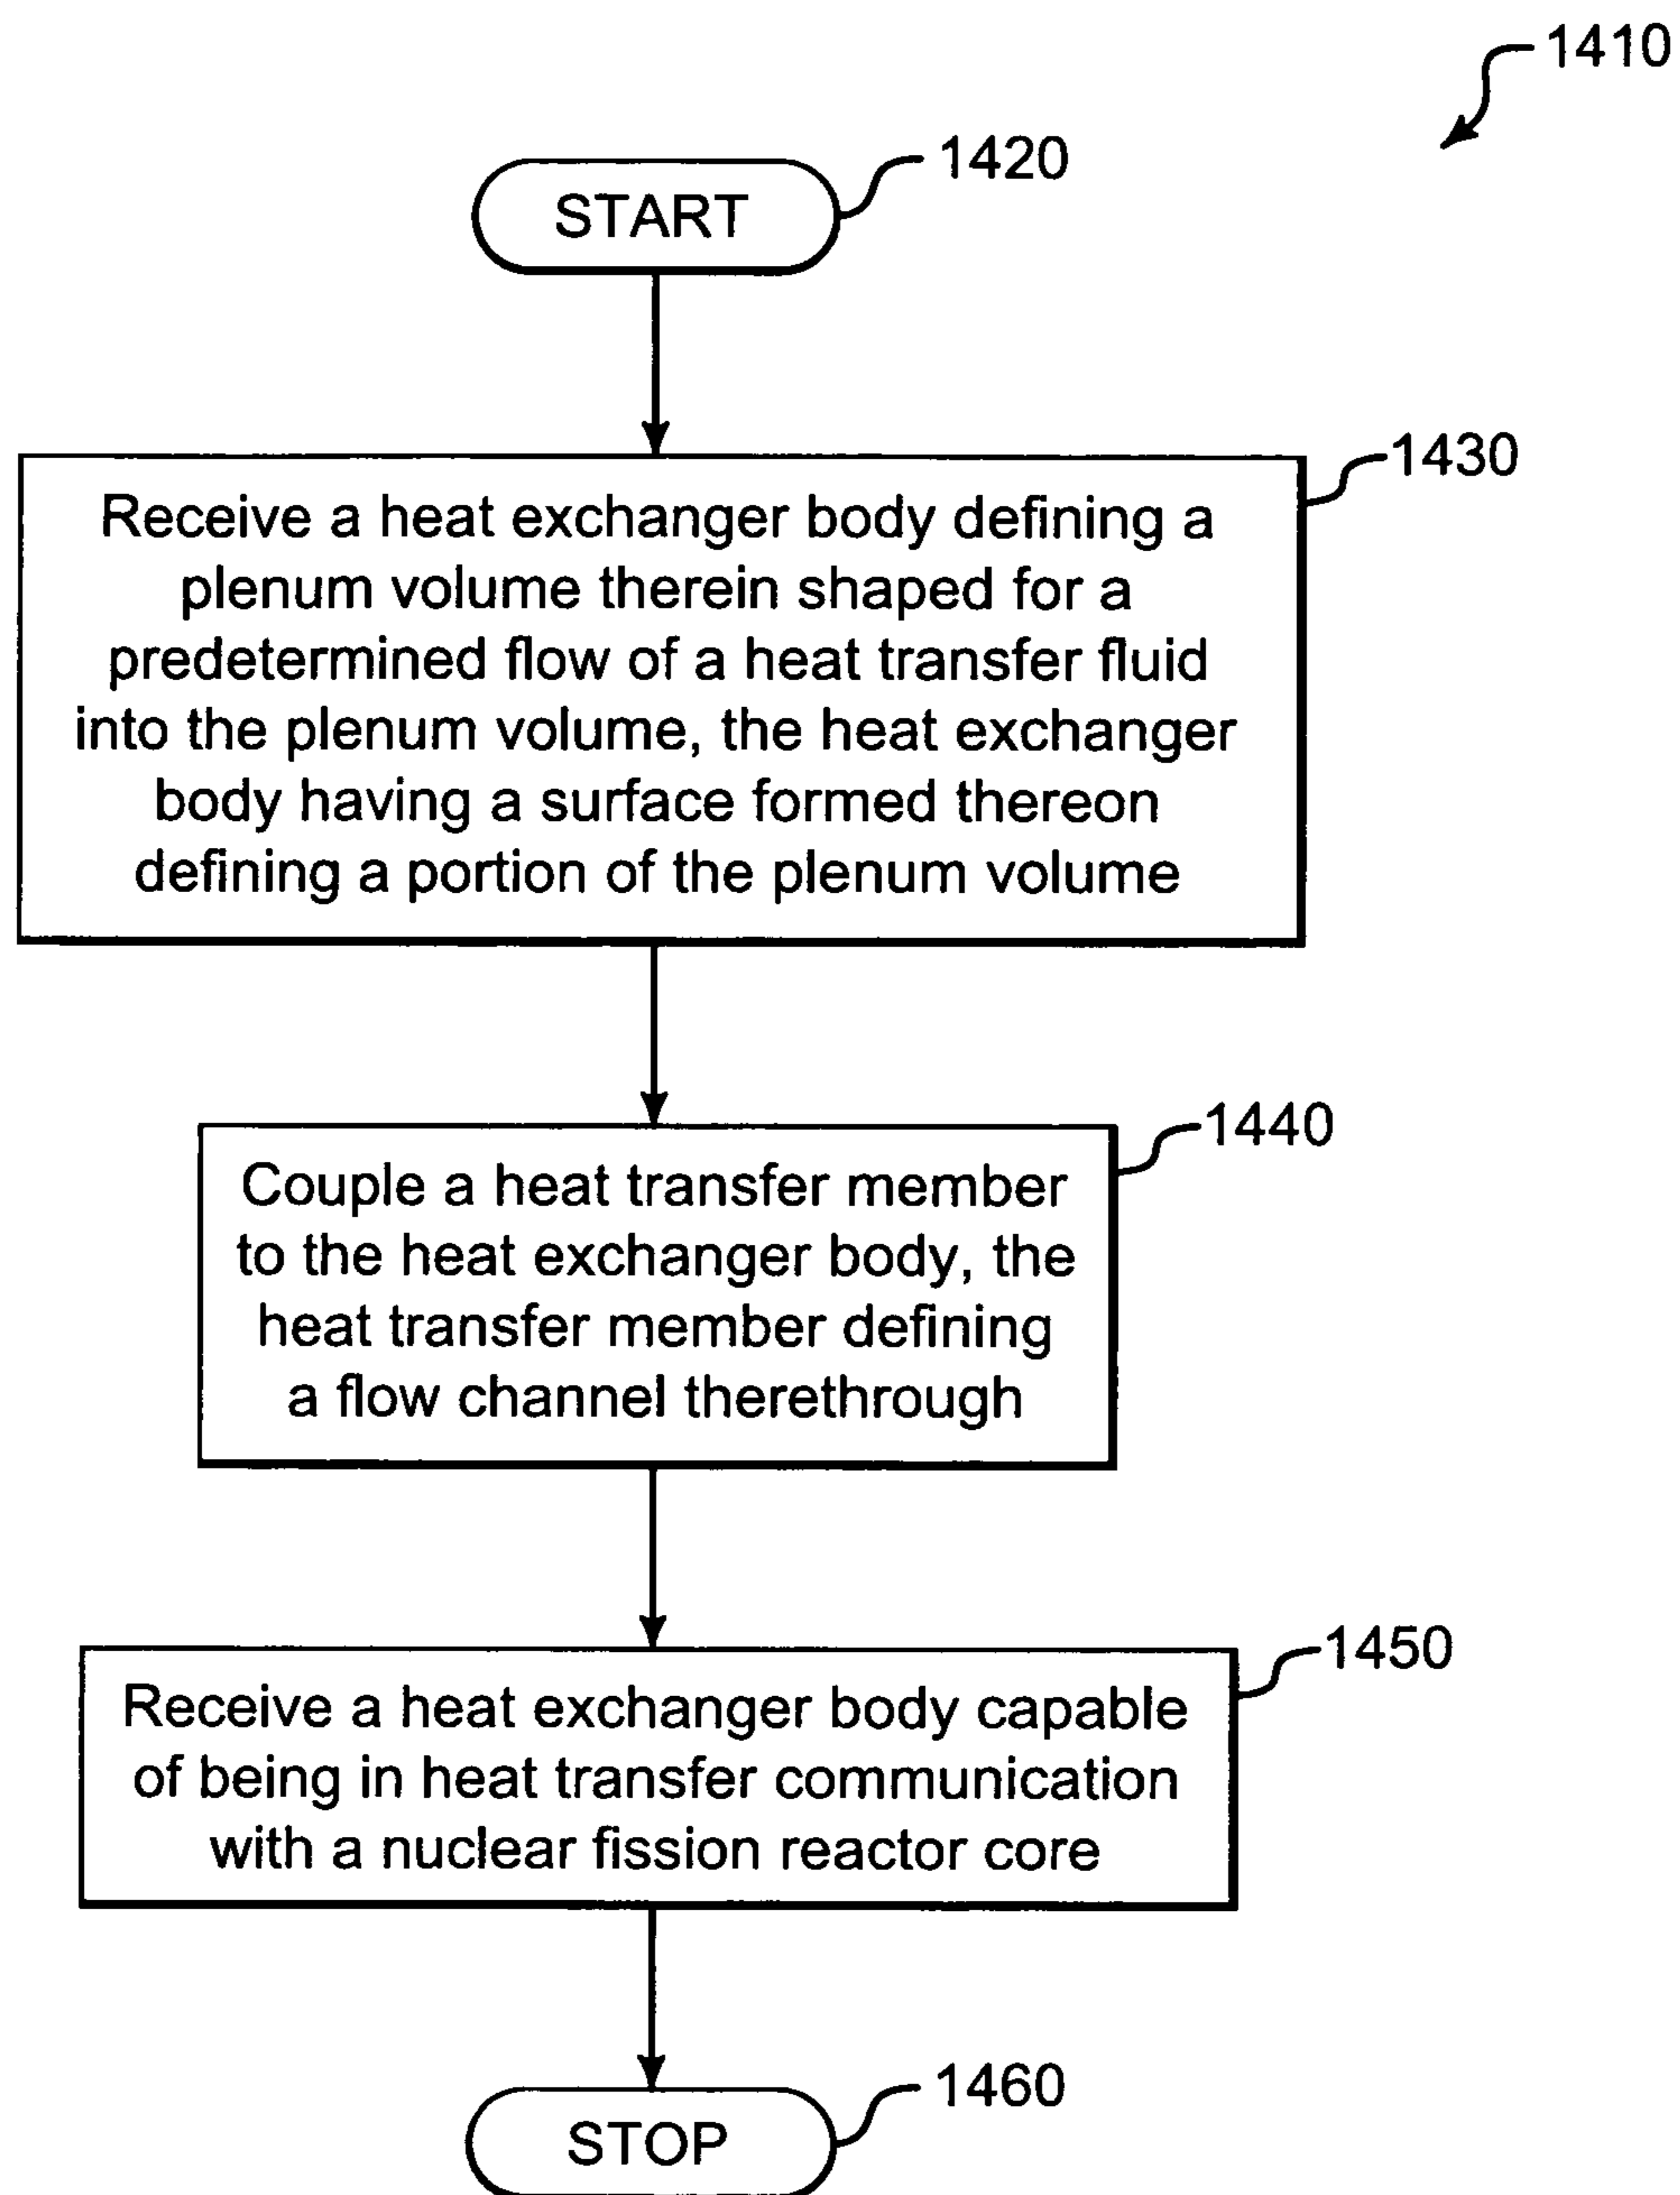 1410
1420
START
1430
Receive a heat exchanger body defining a
plenum volume therein shaped for a
predetermined flow of a heat transfer fluid
into the plenum volume, the heat exchanger
body having a surface formed thereon
defining a portion of the plenum volume
1440
Couple a heat transfer member
to the heat exchanger body, the
heat transfer member defining
a flow channel therethrough
1450
Receive a heat exchanger body capable
of being in heat transfer communication
with a nuclear fission reactor core
1460
STOP